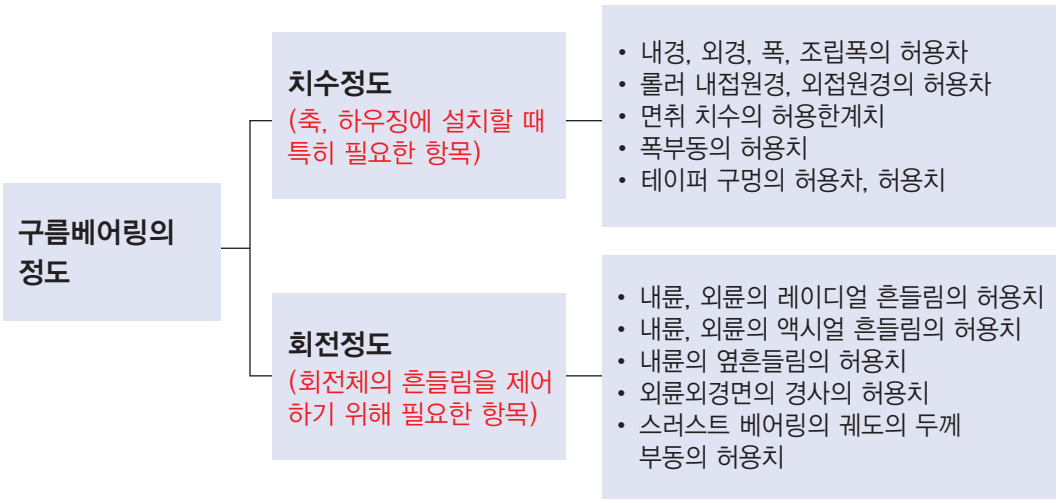 구름베어링의
정도
치수정도
(축, 하우징에 설치할 때
특히 필요한 항목)
• 내경, 외경, 폭, 조립폭의 허용차
• 롤러 내접원경, 외접원경의 허용차
• 면취 치수의 허용한계치
• 폭부동의 허용치
• 테이퍼 구멍의 허용차, 허용치
회전정도
(회전체의 흔들림을 제어
하기 위해 필요한 항목)
• 내륜, 외륜의 레이디얼 흔들림의 허용치
• 내륜, 외륜의 액시얼 흔들림의 허용치
• 내륜의 옆흔들림의 허용치
• 외륜외경면의 경사의 허용치
• 스러스트 베어링의 궤도의 두께
부동의 허용치